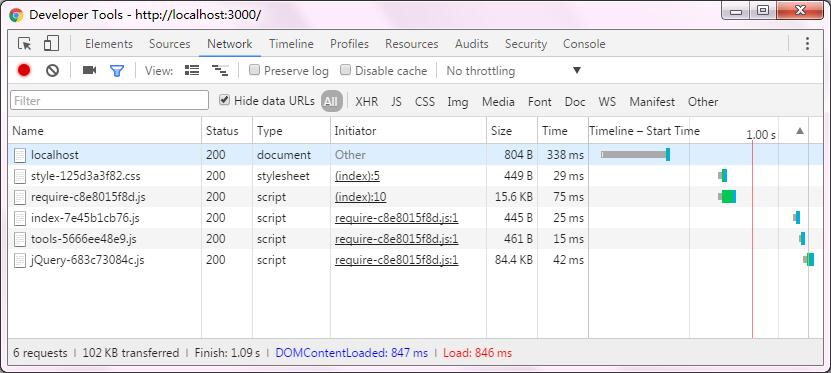 Developer Tools - http://localhost:3000/
Elements Sources Network Timeline Profiles Resources Audits Security Console
View: Preserve log Disable cache No throttling
Filter Hide data URLs All XHR JS CSS Img Media Font Doc WS Manifest Other
Name Status Type Initiator Size Time Timeline – Start Time 1.00 s
localhost 200 document Other 804 B 338 ms
style-125d3a3f82.css 200 stylesheet (index):5 449 B 29 ms
require-c8e8015f8d.js 200 script (index):10 15.6 KB 75 ms
index-7e45b1cb76.js 200 script require-c8e8015f8d.js:1 445 B 25 ms
tools-5666ee48e9.js 200 script require-c8e8015f8d.js:1 461 B 15 ms
jQuery-683c73084c.js 200 script require-c8e8015f8d.js:1 84.4 KB 42 ms
6 requests | 102 KB transferred | Finish: 1.09 s | DOMContentLoaded: 847 ms | Load: 846 ms